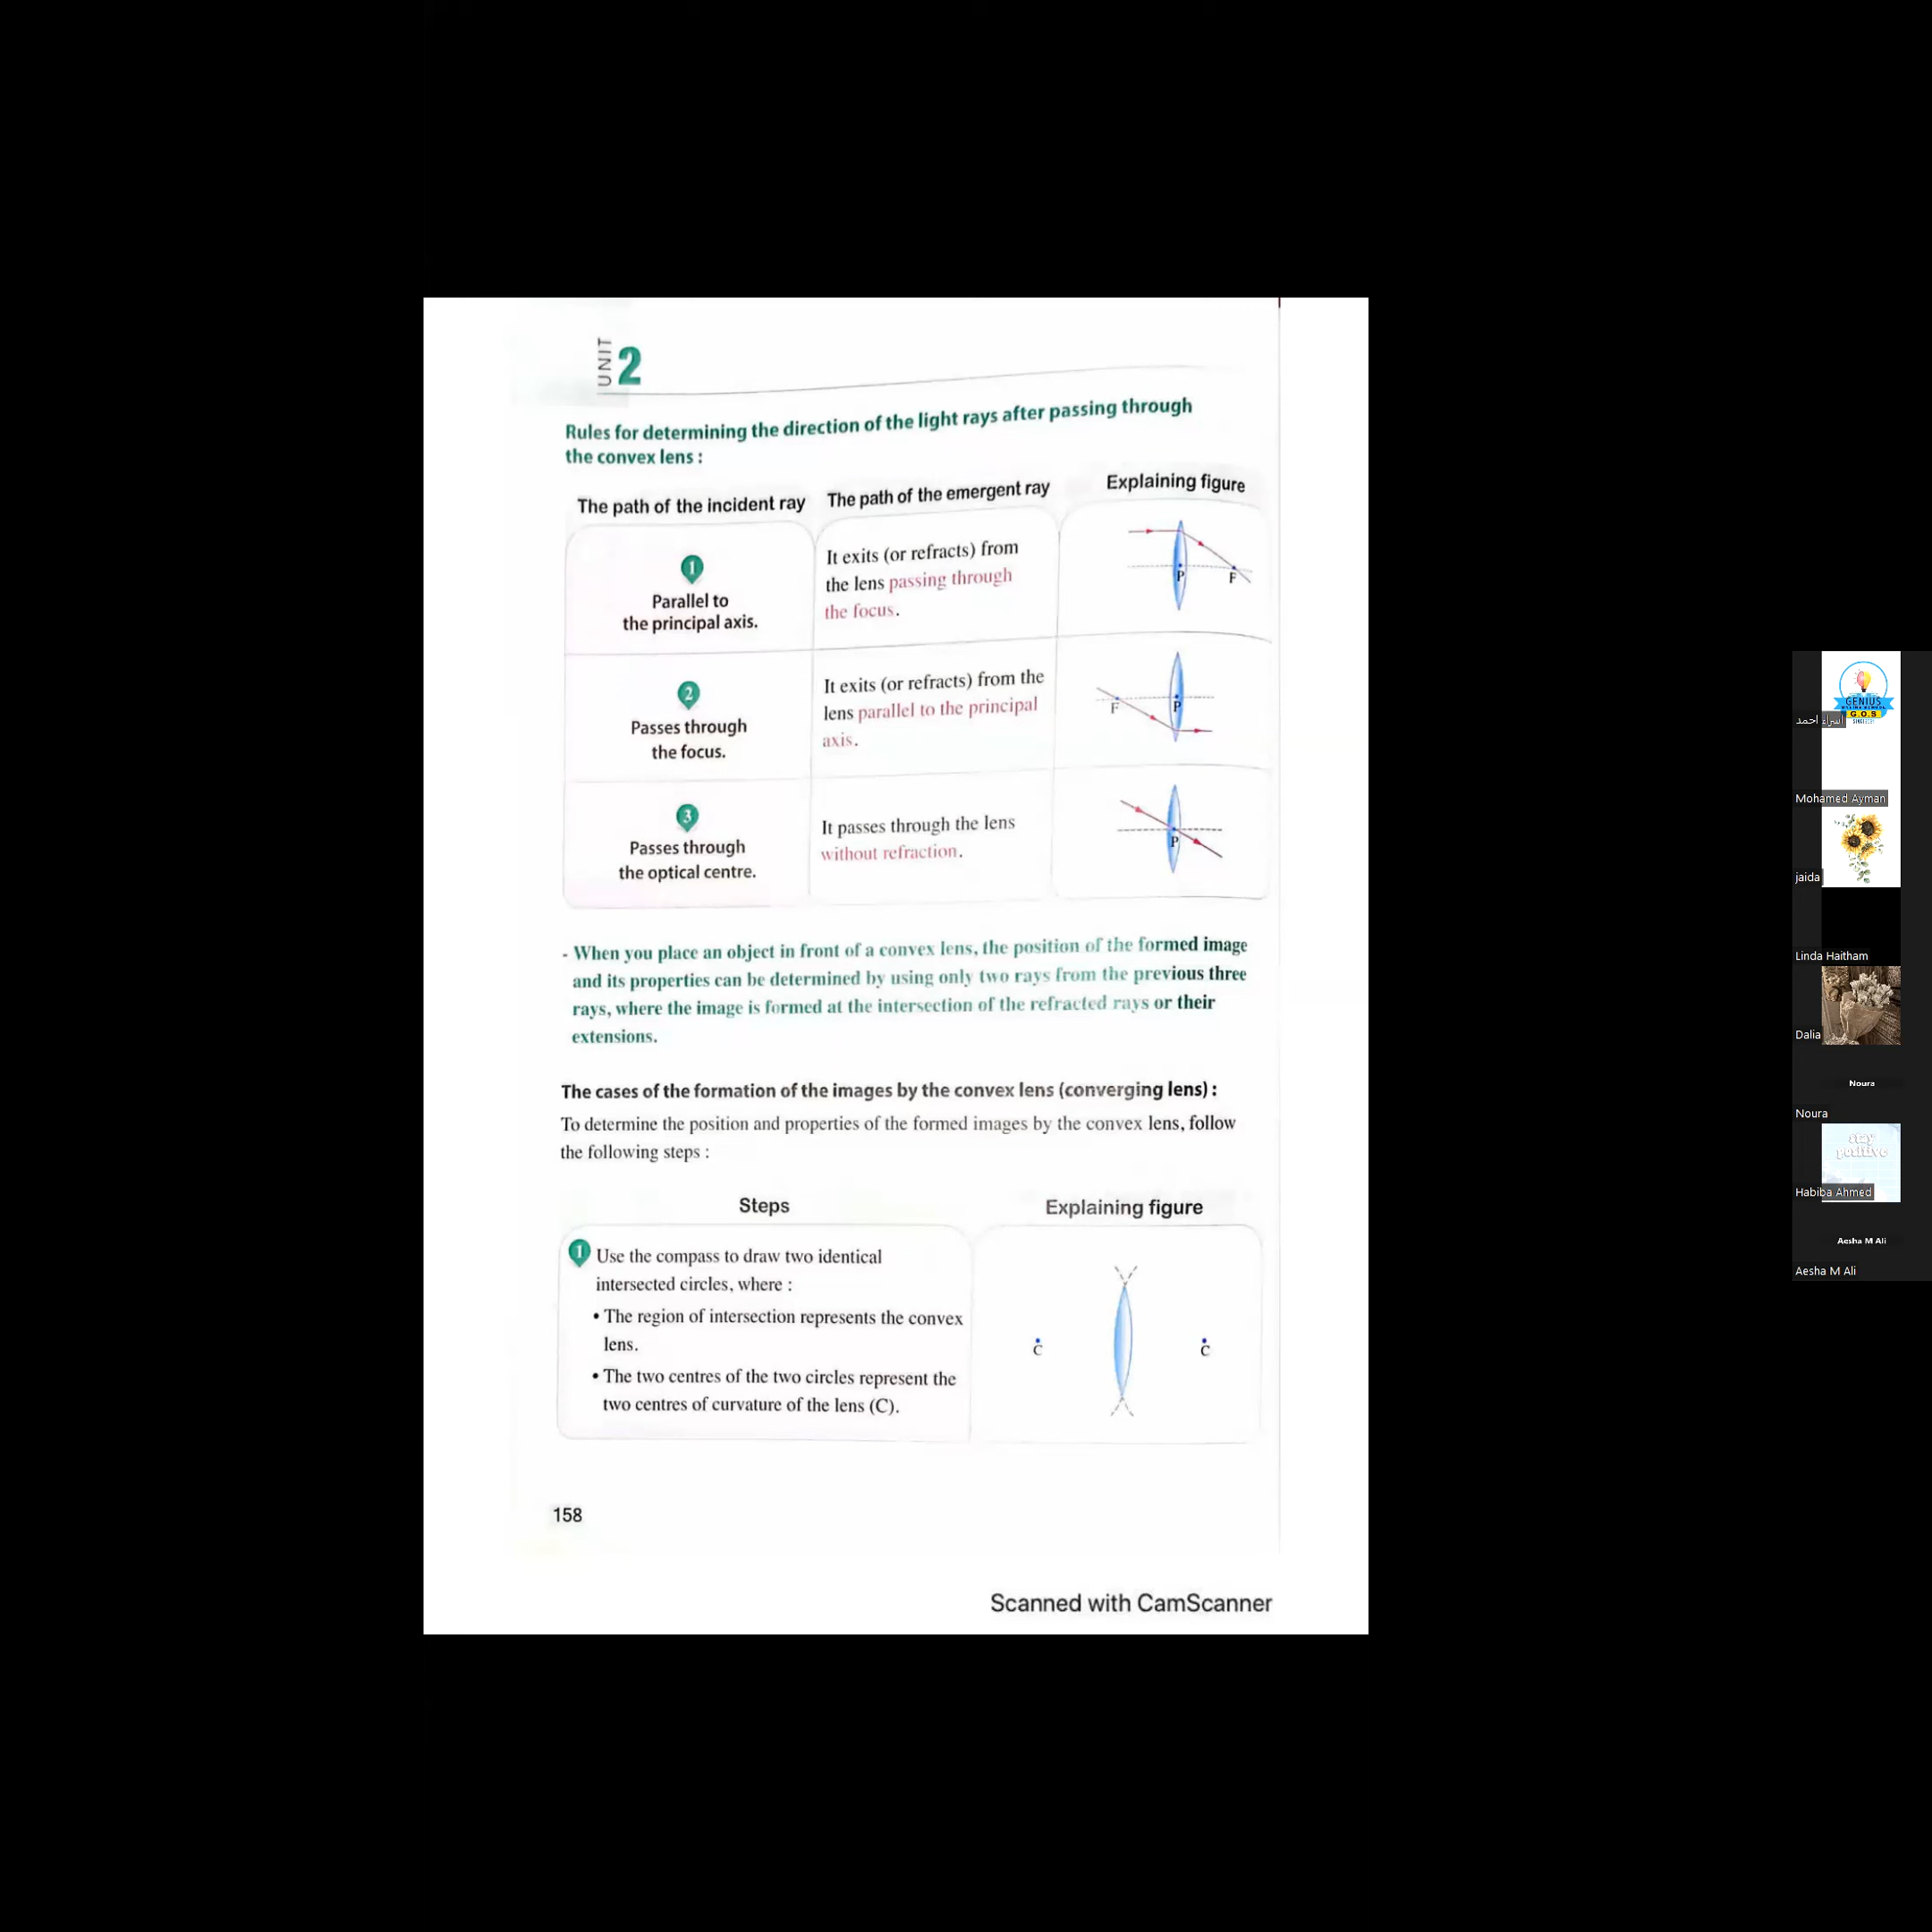 UNIT 2
Rules for determining the direction of the light rays after passing through
the convex lens :
The path of the incident ray
The path of the emergent ray
Explaining figure
1
Parallel to
the principal axis.
It exits (or refracts) from
the lens passing through
the focus.
P
F
2
Passes through
the focus.
It exits (or refracts) from the
lens parallel to the principal
axis.
F
P
3
Passes through
the optical centre.
It passes through the lens
without refraction.
P
- When you place an object in front of a convex lens, the position of the formed image
and its properties can be determined by using only two rays from the previous three
rays, where the image is formed at the intersection of the refracted rays or their
extensions.
The cases of the formation of the images by the convex lens (converging lens) :
To determine the position and properties of the formed images by the convex lens, follow
the following steps :
Steps
Explaining figure
1 Use the compass to draw two identical
intersected circles, where :
• The region of intersection represents the convex
lens.
• The two centres of the two circles represent the
two centres of curvature of the lens (C).
C
C
158
Scanned with CamScanner
GENIUS
G.O.S
اسراء احمد
Mohamed Ayman
jaida
Linda Haitham
Dalia
Noura
Noura
stay
positive
Habiba Ahmed
Aesha M Ali
Aesha M Ali